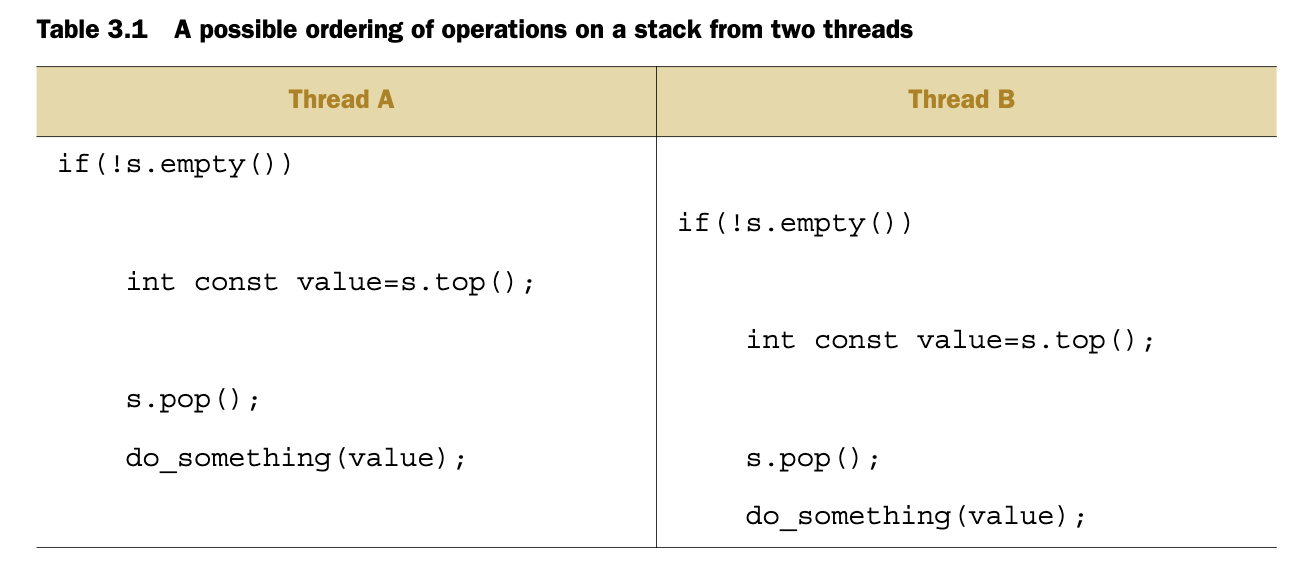 Table 3.1 A possible ordering of operations on a stack from two threads
Thread A Thread B
if(!s.empty())
if(!s.empty())
int const value=s.top();
int const value=s.top();
s.pop();
do_something(value); s.pop();
do_something(value);